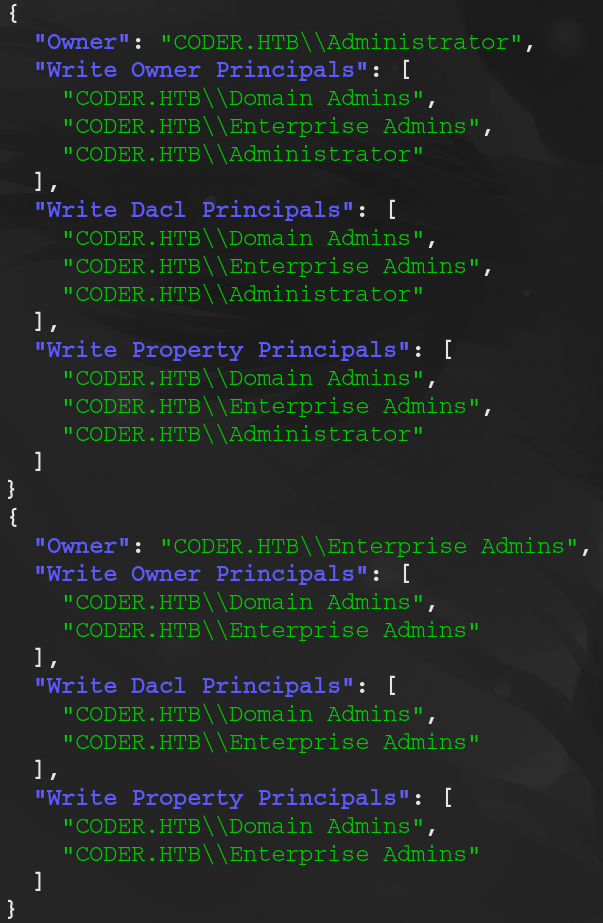 {
  "Owner": "CODER.HTB\\Administrator",
  "Write Owner Principals": [
    "CODER.HTB\\Domain Admins",
    "CODER.HTB\\Enterprise Admins",
    "CODER.HTB\\Administrator"
  ],
  "Write Dacl Principals": [
    "CODER.HTB\\Domain Admins",
    "CODER.HTB\\Enterprise Admins",
    "CODER.HTB\\Administrator"
  ],
  "Write Property Principals": [
    "CODER.HTB\\Domain Admins",
    "CODER.HTB\\Enterprise Admins",
    "CODER.HTB\\Administrator"
  ]
}
{
  "Owner": "CODER.HTB\\Enterprise Admins",
  "Write Owner Principals": [
    "CODER.HTB\\Domain Admins",
    "CODER.HTB\\Enterprise Admins"
  ],
  "Write Dacl Principals": [
    "CODER.HTB\\Domain Admins",
    "CODER.HTB\\Enterprise Admins"
  ],
  "Write Property Principals": [
    "CODER.HTB\\Domain Admins",
    "CODER.HTB\\Enterprise Admins"
  ]
}